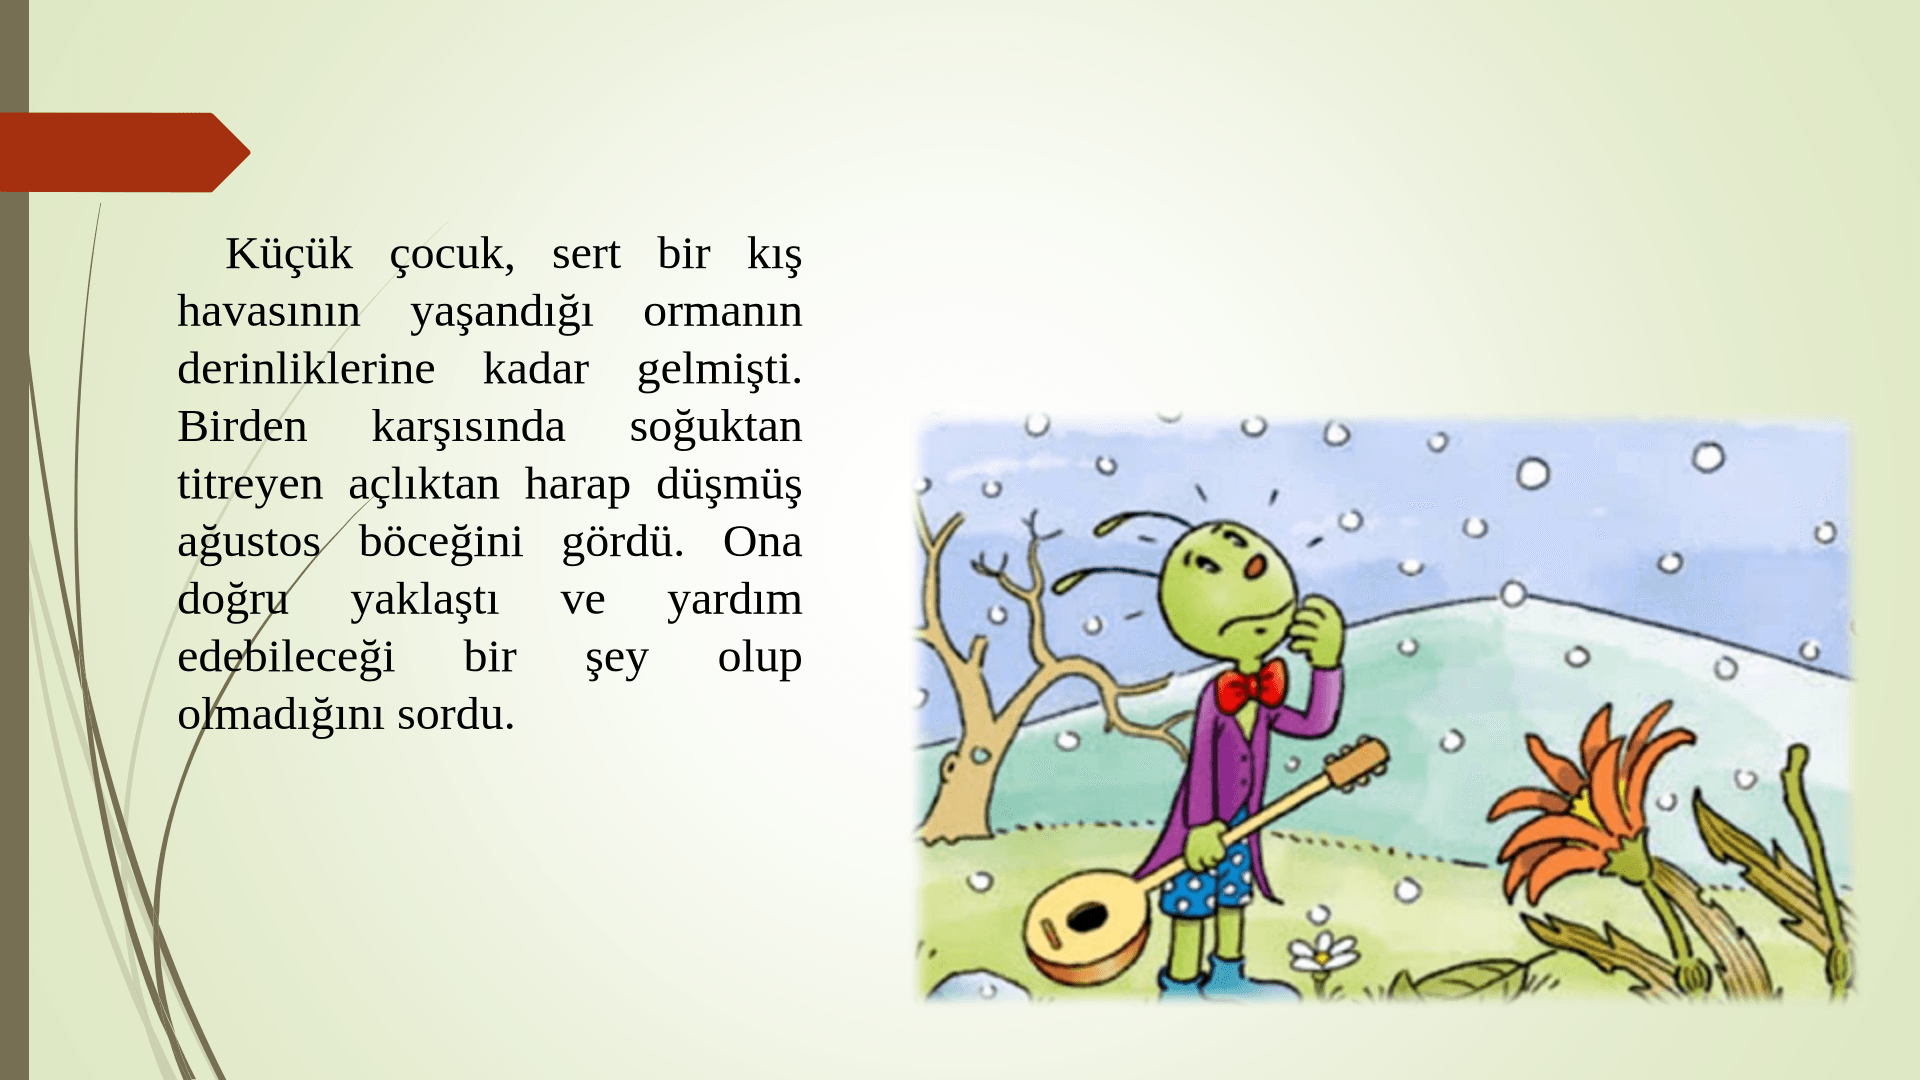 Küçük çocuk, sert bir kış
havasının yaşandığı ormanın
derinliklerine kadar gelmişti.
Birden karşısında soğuktan
titreyen açlıktan harap düşmüş
ağustos böceğini gördü. Ona
doğru yaklaştı ve yardım
edebileceği bir şey olup
olmadığını sordu.